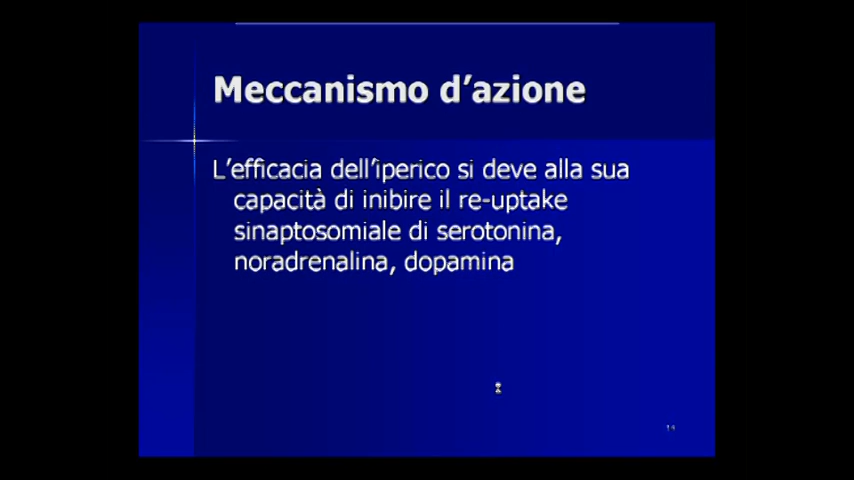 Meccanismo d'azione
L'efficacia dell'iperico si deve alla sua
capacità di inibire il re-uptake
sinaptosomiale di serotonina,
noradrenalina, dopamina